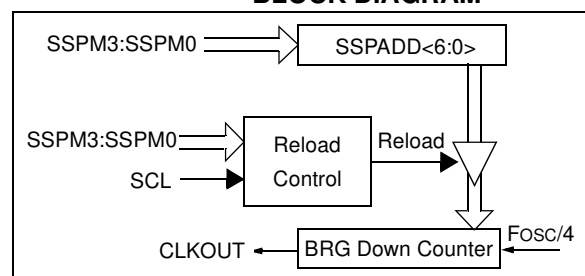 BLOCK DIAGRAM
SSPM3:SSPM0
SSPADD<6:0>
SSPM3:SSPM0
SCL
Reload
Control
Reload
CLKOUT
BRG Down Counter
FOSC/4